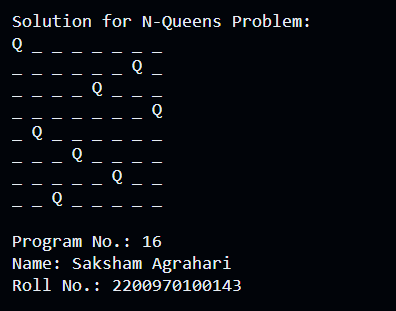 Solution for N-Queens Problem:
Q _ _ _ _ _ _ _
_ _ _ _ _ _ Q _
_ _ _ _ Q _ _ _
_ _ _ _ _ _ _ Q
_ Q _ _ _ _ _ _
_ _ _ Q _ _ _ _
_ _ _ _ _ Q _ _
_ _ Q _ _ _ _ _
Program No.: 16
Name: Saksham Agrahari
Roll No.: 2200970100143